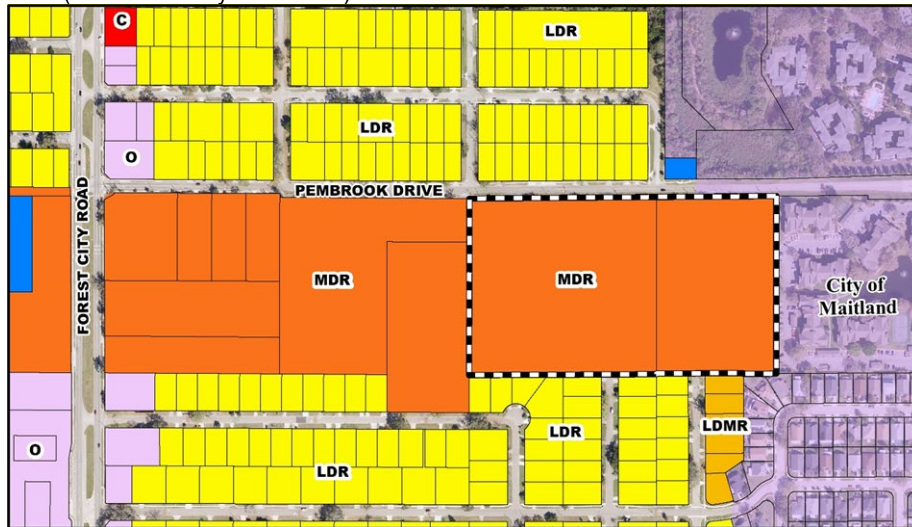 C
LDR
LDR
O
PEMBROOK DRIVE
FOREST CITY ROAD
MDR
MDR
City of
Maitland
LDR
LDMR
O
LDR